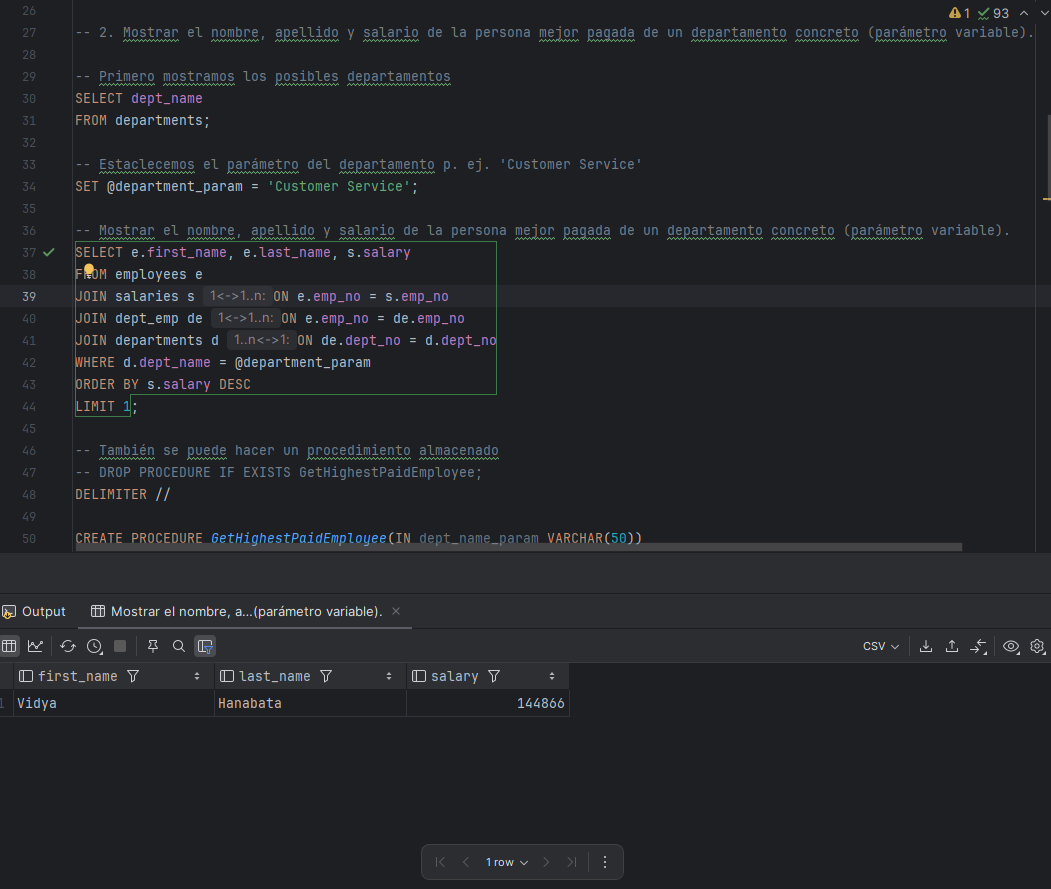 26
1 93
27 -- 2. Mostrar el nombre, apellido y salario de la persona mejor pagada de un departamento concreto (parámetro variable).
28
29 -- Primero mostramos los posibles departamentos
30 SELECT dept_name
31 FROM departments;
32
33 -- Estaclecemos el parámetro del departamento p. ej. 'Customer Service'
34 SET @department_param = 'Customer Service';
35
36 -- Mostrar el nombre, apellido y salario de la persona mejor pagada de un departamento concreto (parámetro variable).
37 SELECT e.first_name, e.last_name, s.salary
38 FROM employees e
39 JOIN salaries s 1<->1..n: ON e.emp_no = s.emp_no
40 JOIN dept_emp de 1<->1..n: ON e.emp_no = de.emp_no
41 JOIN departments d 1..n<->1: ON de.dept_no = d.dept_no
42 WHERE d.dept_name = @department_param
43 ORDER BY s.salary DESC
44 LIMIT 1;
45
46 -- También se puede hacer un procedimiento almacenado
47 -- DROP PROCEDURE IF EXISTS GetHighestPaidEmployee;
48 DELIMITER //
49
50 CREATE PROCEDURE GetHighestPaidEmployee(IN dept_name_param VARCHAR(50))
Output Mostrar el nombre, a...(parámetro variable). ×
CSV
first_name last_name salary
1 Vidya Hanabata 144866
1 row